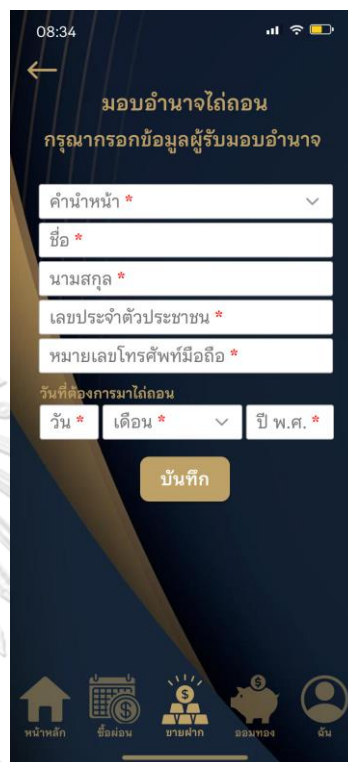 08:34
มอบอำนาจไถ่ถอน
กรุณากรอกข้อมูลผู้รับมอบอำนาจ
คำนำหน้า *
ชื่อ *
นามสกุล *
เลขประจำตัวประชาชน *
หมายเลขโทรศัพท์มือถือ *
วันที่ต้องการมาไถ่ถอน
วัน * เดือน * ปี พ.ศ. *
บันทึก
หน้าหลัก ซื้อผ่อน ขายฝาก ออมทอง ฉัน